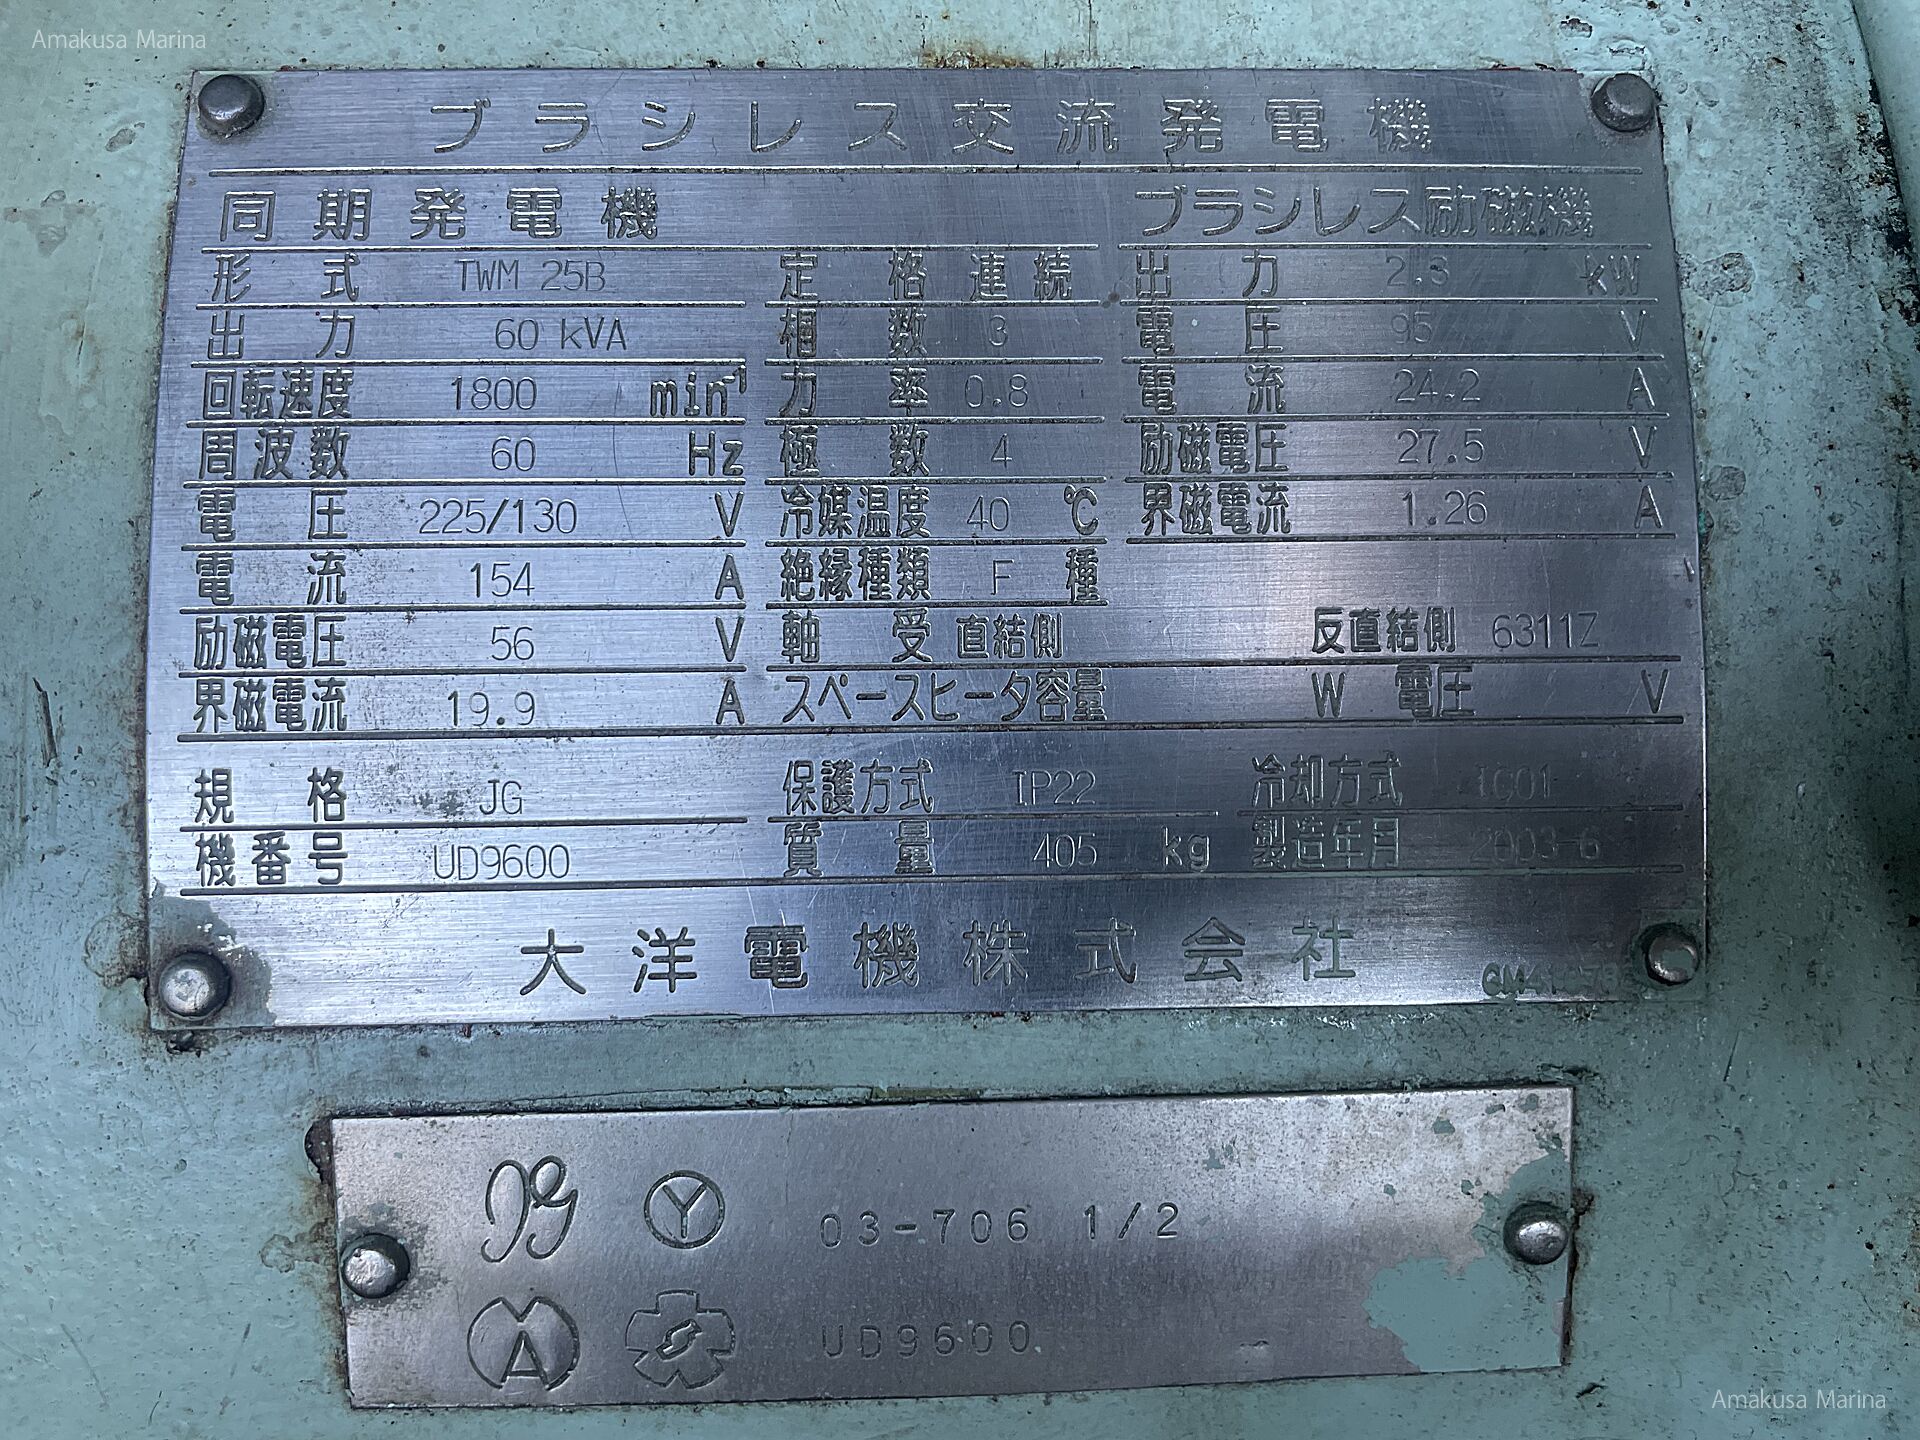 Amakusa Marina
ブラシレス交流発電機
同期発電機 ブラシレス励磁機
形式 TWM 25B 定格 連続 出力 2.3 kW
出力 60 kVA 相数 3 電圧 95 V
回転速度 1800 min-1 力率 0.8 電流 24.2 A
周波数 60 Hz 極数 4 励磁電圧 27.5 V
電圧 225/130 V 冷媒温度 40 ℃ 界磁電流 1.26 A
電流 154 A 絶縁種類 F 種
励磁電圧 56 V 軸受 直結側 反直結側 6311Z
界磁電流 19.9 A スペースヒータ容量 W 電圧 V
規格 JG 保護方式 IP22 冷却方式 IC01
機番号 UD9600 質量 405 kg 製造年月 2003-6
大洋電機株式会社
JG Y 03-706 1/2
MA UD9600
Amakusa Marina